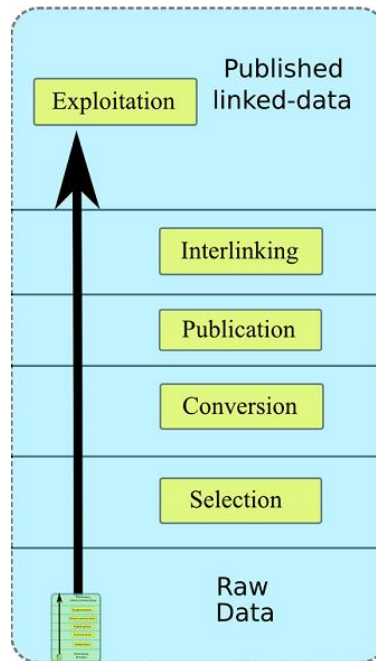 Published
linked-data
Exploitation
Interlinking
Publication
Conversion
Selection
Raw
Data